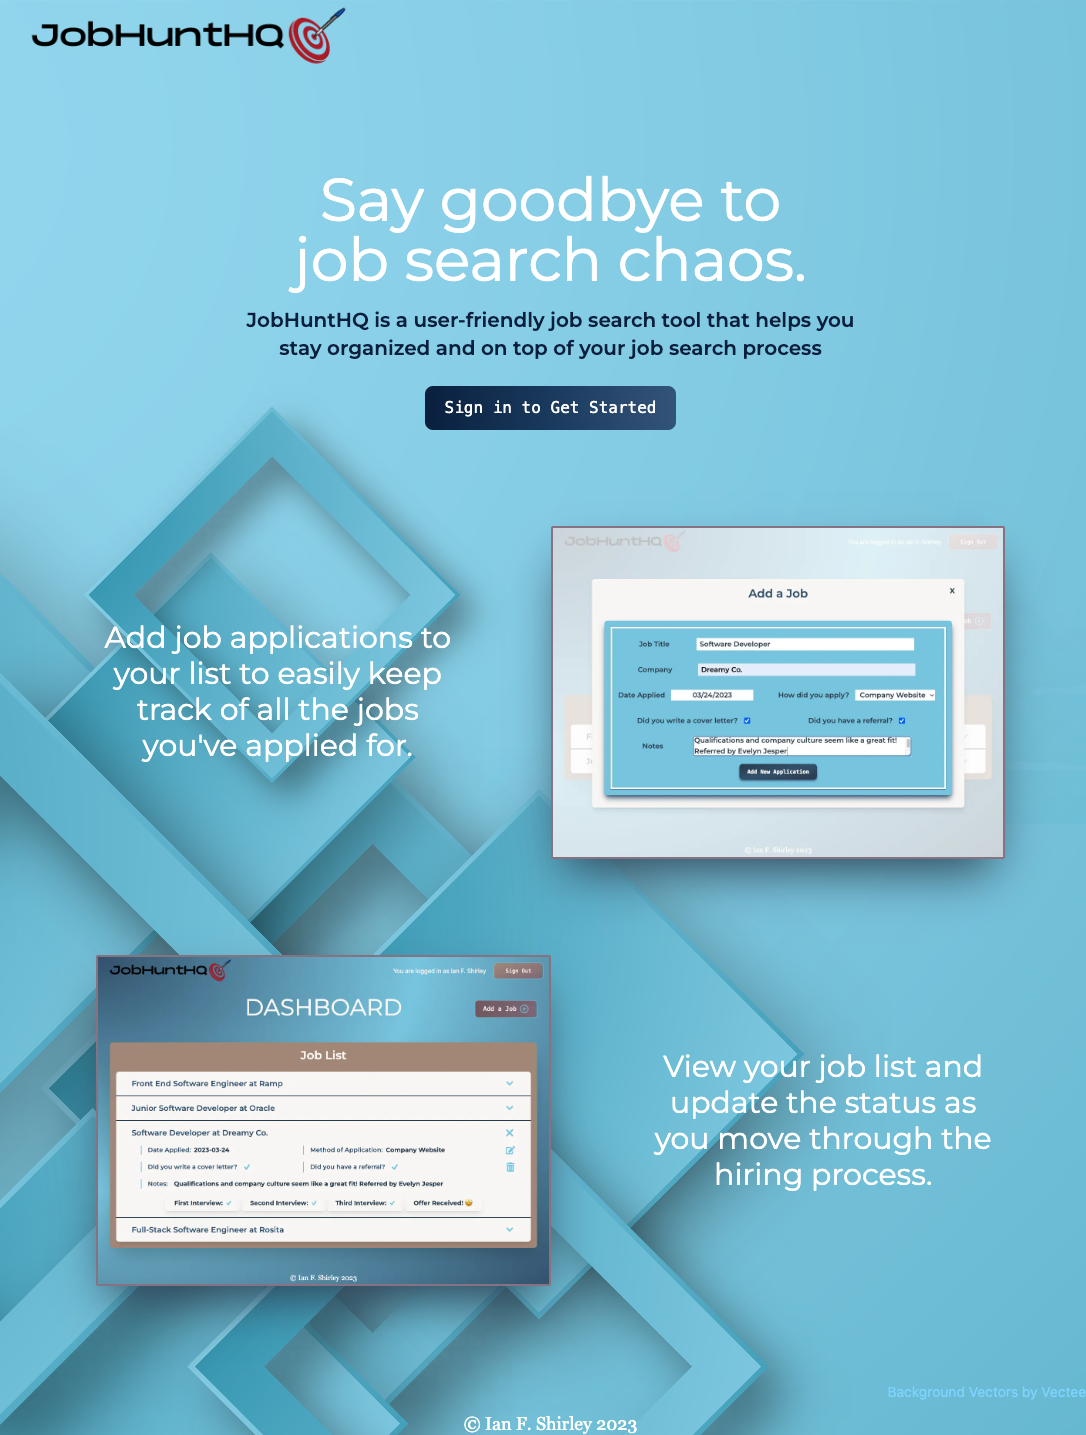 JobHuntHQ
Say goodbye to
job search chaos.
JobHuntHQ is a user-friendly job search tool that helps you
stay organized and on top of your job search process
Sign in to Get Started
Add job applications to
your list to easily keep
track of all the jobs
you've applied for.
JobHuntHQ
You are logged in as Ian F. Shirley
Sign Out
Add a Job
x
Job Title
Software Developer
Company
Dreamy Co.
Date Applied
03/24/2023
How did you apply?
Company Website
Did you write a cover letter?
Did you have a referral?
Notes
Qualifications and company culture seem like a great fit!
Referred by Evelyn Jesper
Add New Application
© Ian F. Shirley 2023
JobHuntHQ
You are logged in as Ian F. Shirley
Sign Out
DASHBOARD
Add a Job
Job List
Front End Software Engineer at Ramp
Junior Software Developer at Oracle
Software Developer at Dreamy Co.
Date Applied: 2023-03-24
Method of Application: Company Website
Did you write a cover letter? ✓
Did you have a referral? ✓
Notes: Qualifications and company culture seem like a great fit! Referred by Evelyn Jesper
First Interview: ✓
Second Interview: ✓
Third Interview: ✓
Offer Received! 😀
Full-Stack Software Engineer at Rosita
© Ian F. Shirley 2023
View your job list and
update the status as
you move through the
hiring process.
Background Vectors by Vectee
© Ian F. Shirley 2023